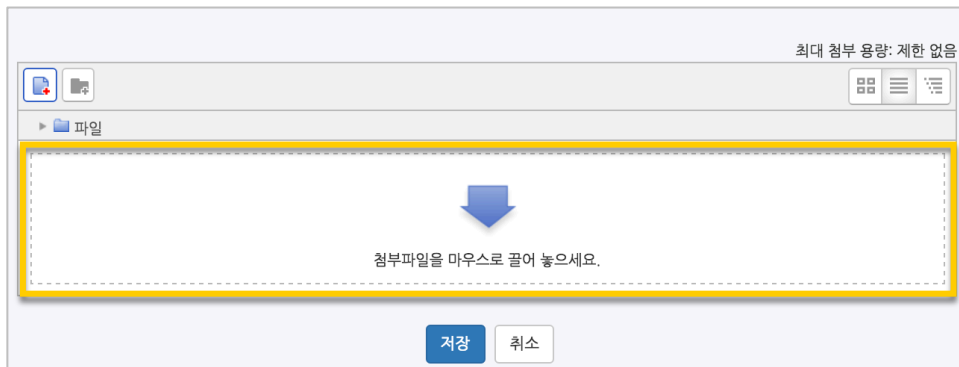 최대 첨부 용량: 제한 없음
파일
첨부파일을 마우스로 끌어 놓으세요.
저장 취소